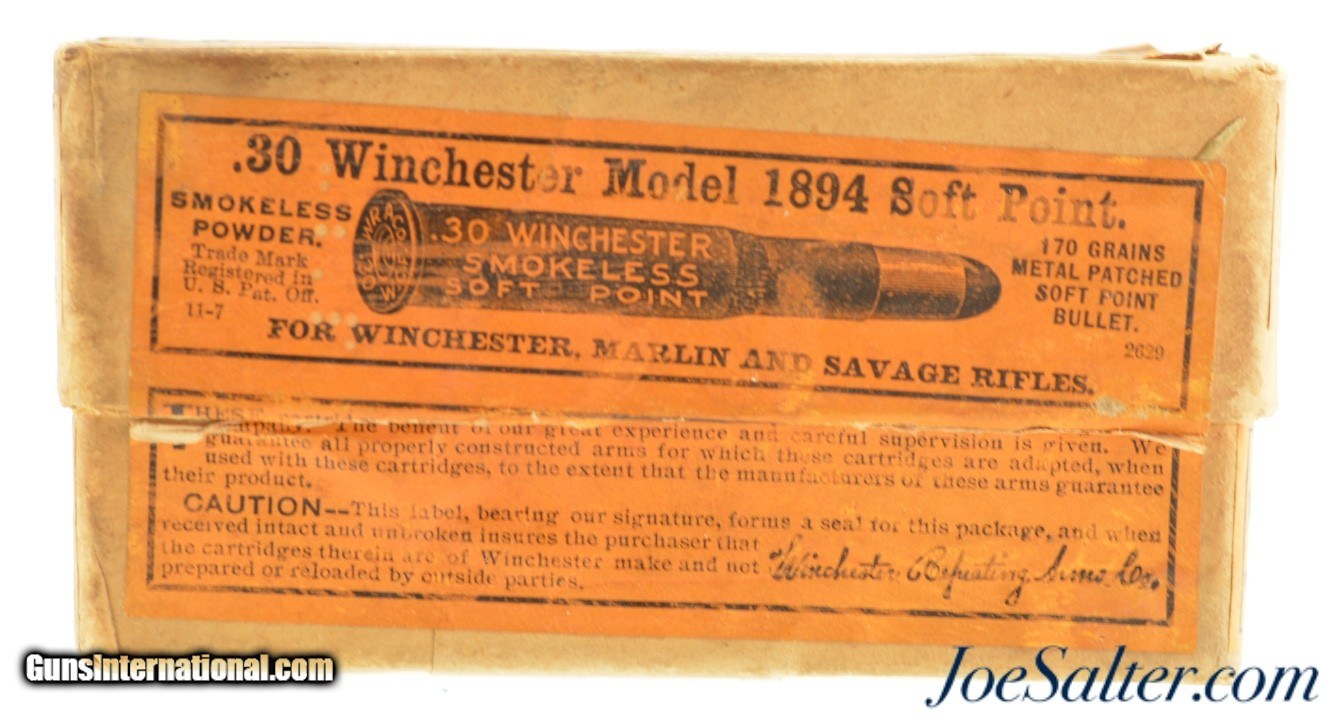 .30 Winchester Model 1894 Soft Point.
SMOKELESS
POWDER.
Trade Mark
Registered in
U. S. Pat. Off.
11-7
W.R.A.
.30 WINCHESTER
SMOKELESS
SOFT POINT
170 GRAINS
METAL PATCHED
SOFT POINT
BULLET.
2629
FOR WINCHESTER, MARLIN AND SAVAGE RIFLES.
THESE cartridges
The benefit of our great experience and careful supervision is given. We
guarantee all properly constructed arms for which these cartridges are adapted, when
used with these cartridges, to the extent that the manufacturers of these arms guarantee
their product.
CAUTION--This label, bearing our signature, forms a seal for this package, and when
received intact and unbroken insures the purchaser that
the cartridges therein are of Winchester make and not Winchester Repeating Arms Co.
prepared or reloaded by outside parties.
GunsInternational.com
JoeSalter.com